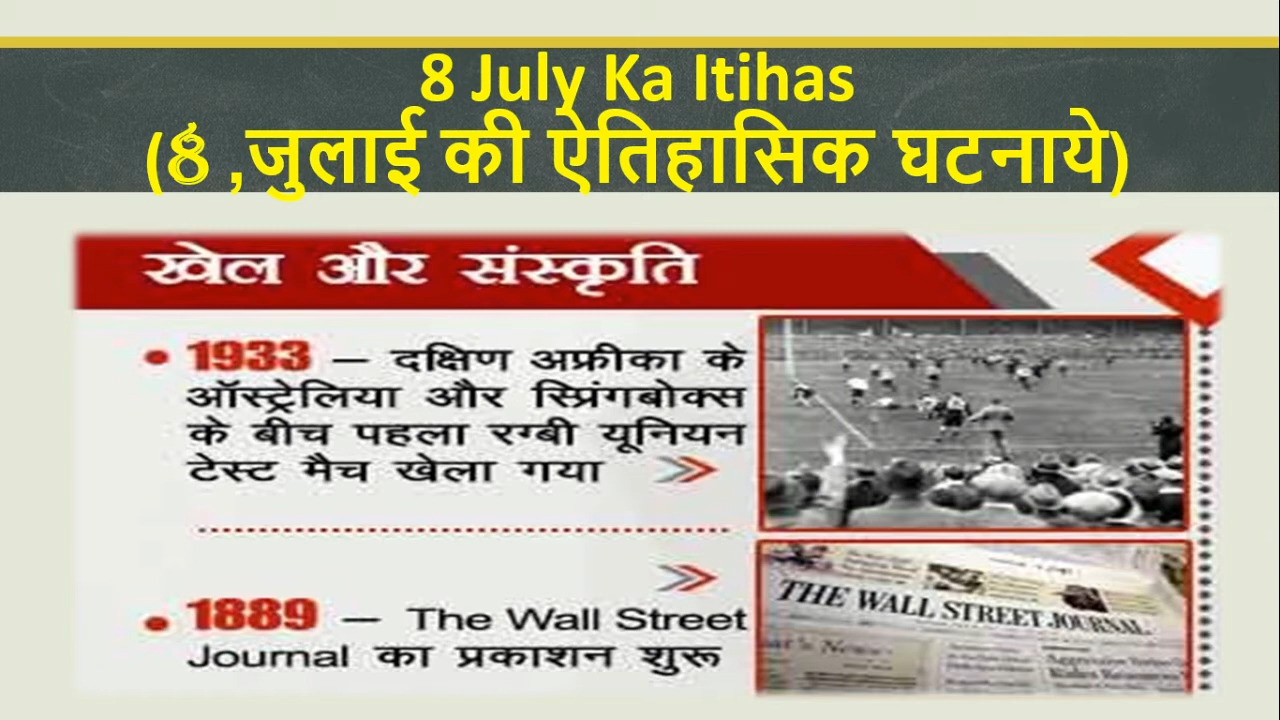 8 July Ka Itihas
(8 ,जुलाई की ऐतिहासिक घटनाये)
खेल और संस्कृति
• 1933 – दक्षिण अफ्रीका के
ऑस्ट्रेलिया और स्प्रिंगबोक्स
के बीच पहला रग्बी यूनियन
टेस्ट मैच खेला गया
• 1889 – The Wall Street
Journal का प्रकाशन शुरू
THE WALL STREET JOURNAL.